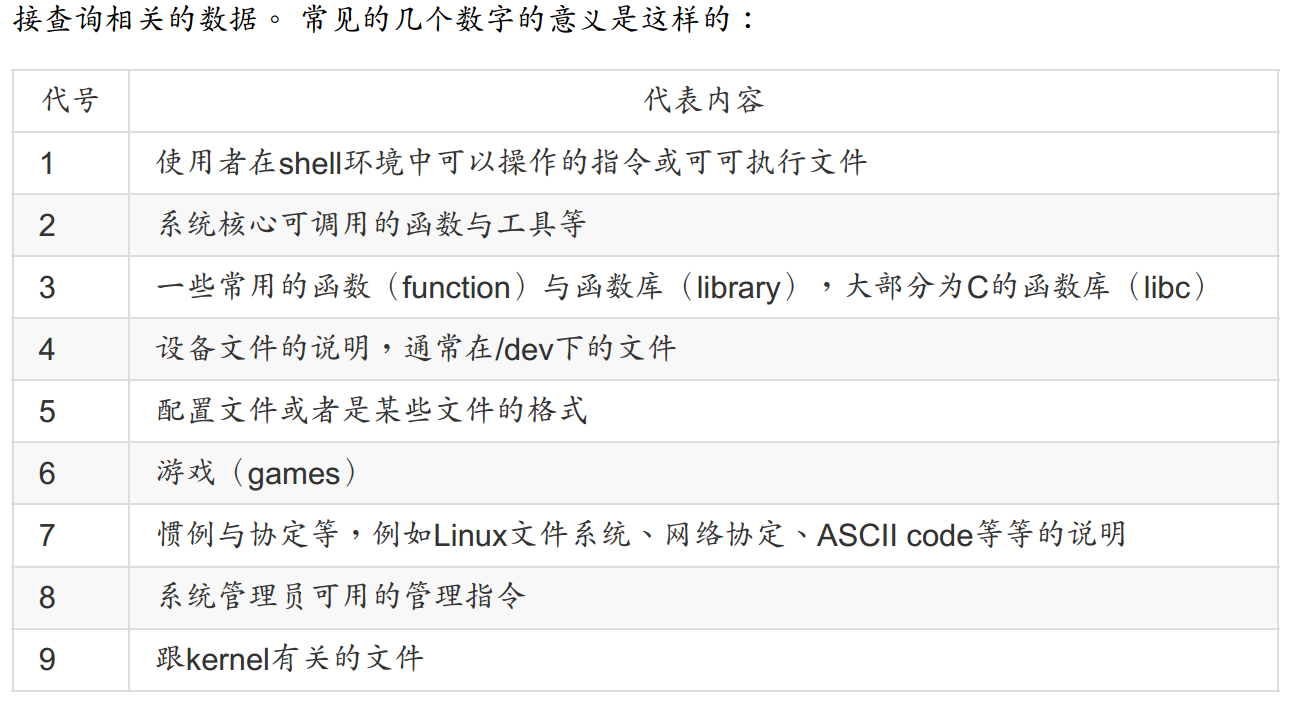 接查询相关的数据。 常见的几个数字的意义是这样的：
代号 代表内容
1 使用者在shell环境中可以操作的指令或可可执行文件
2 系统核心可调用的函数与工具等
3 一些常用的函数（function）与函数库（library），大部分为C的函数库（libc）
4 设备文件的说明，通常在/dev下的文件
5 配置文件或者是某些文件的格式
6 游戏（games）
7 惯例与协定等，例如Linux文件系统、网络协定、ASCII code等等的说明
8 系统管理员可用的管理指令
9 跟kernel有关的文件